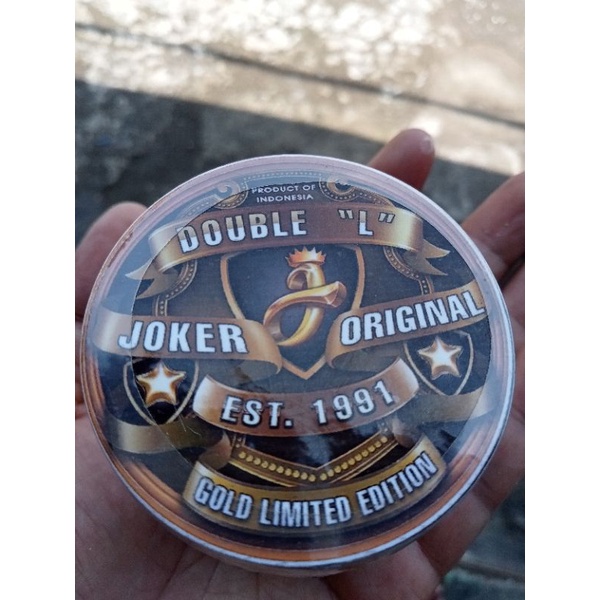 PRODUCT OF
INDONESIA
DOUBLE "L"
JOKER ORIGINAL
EST. 1991
GOLD LIMITED EDITION